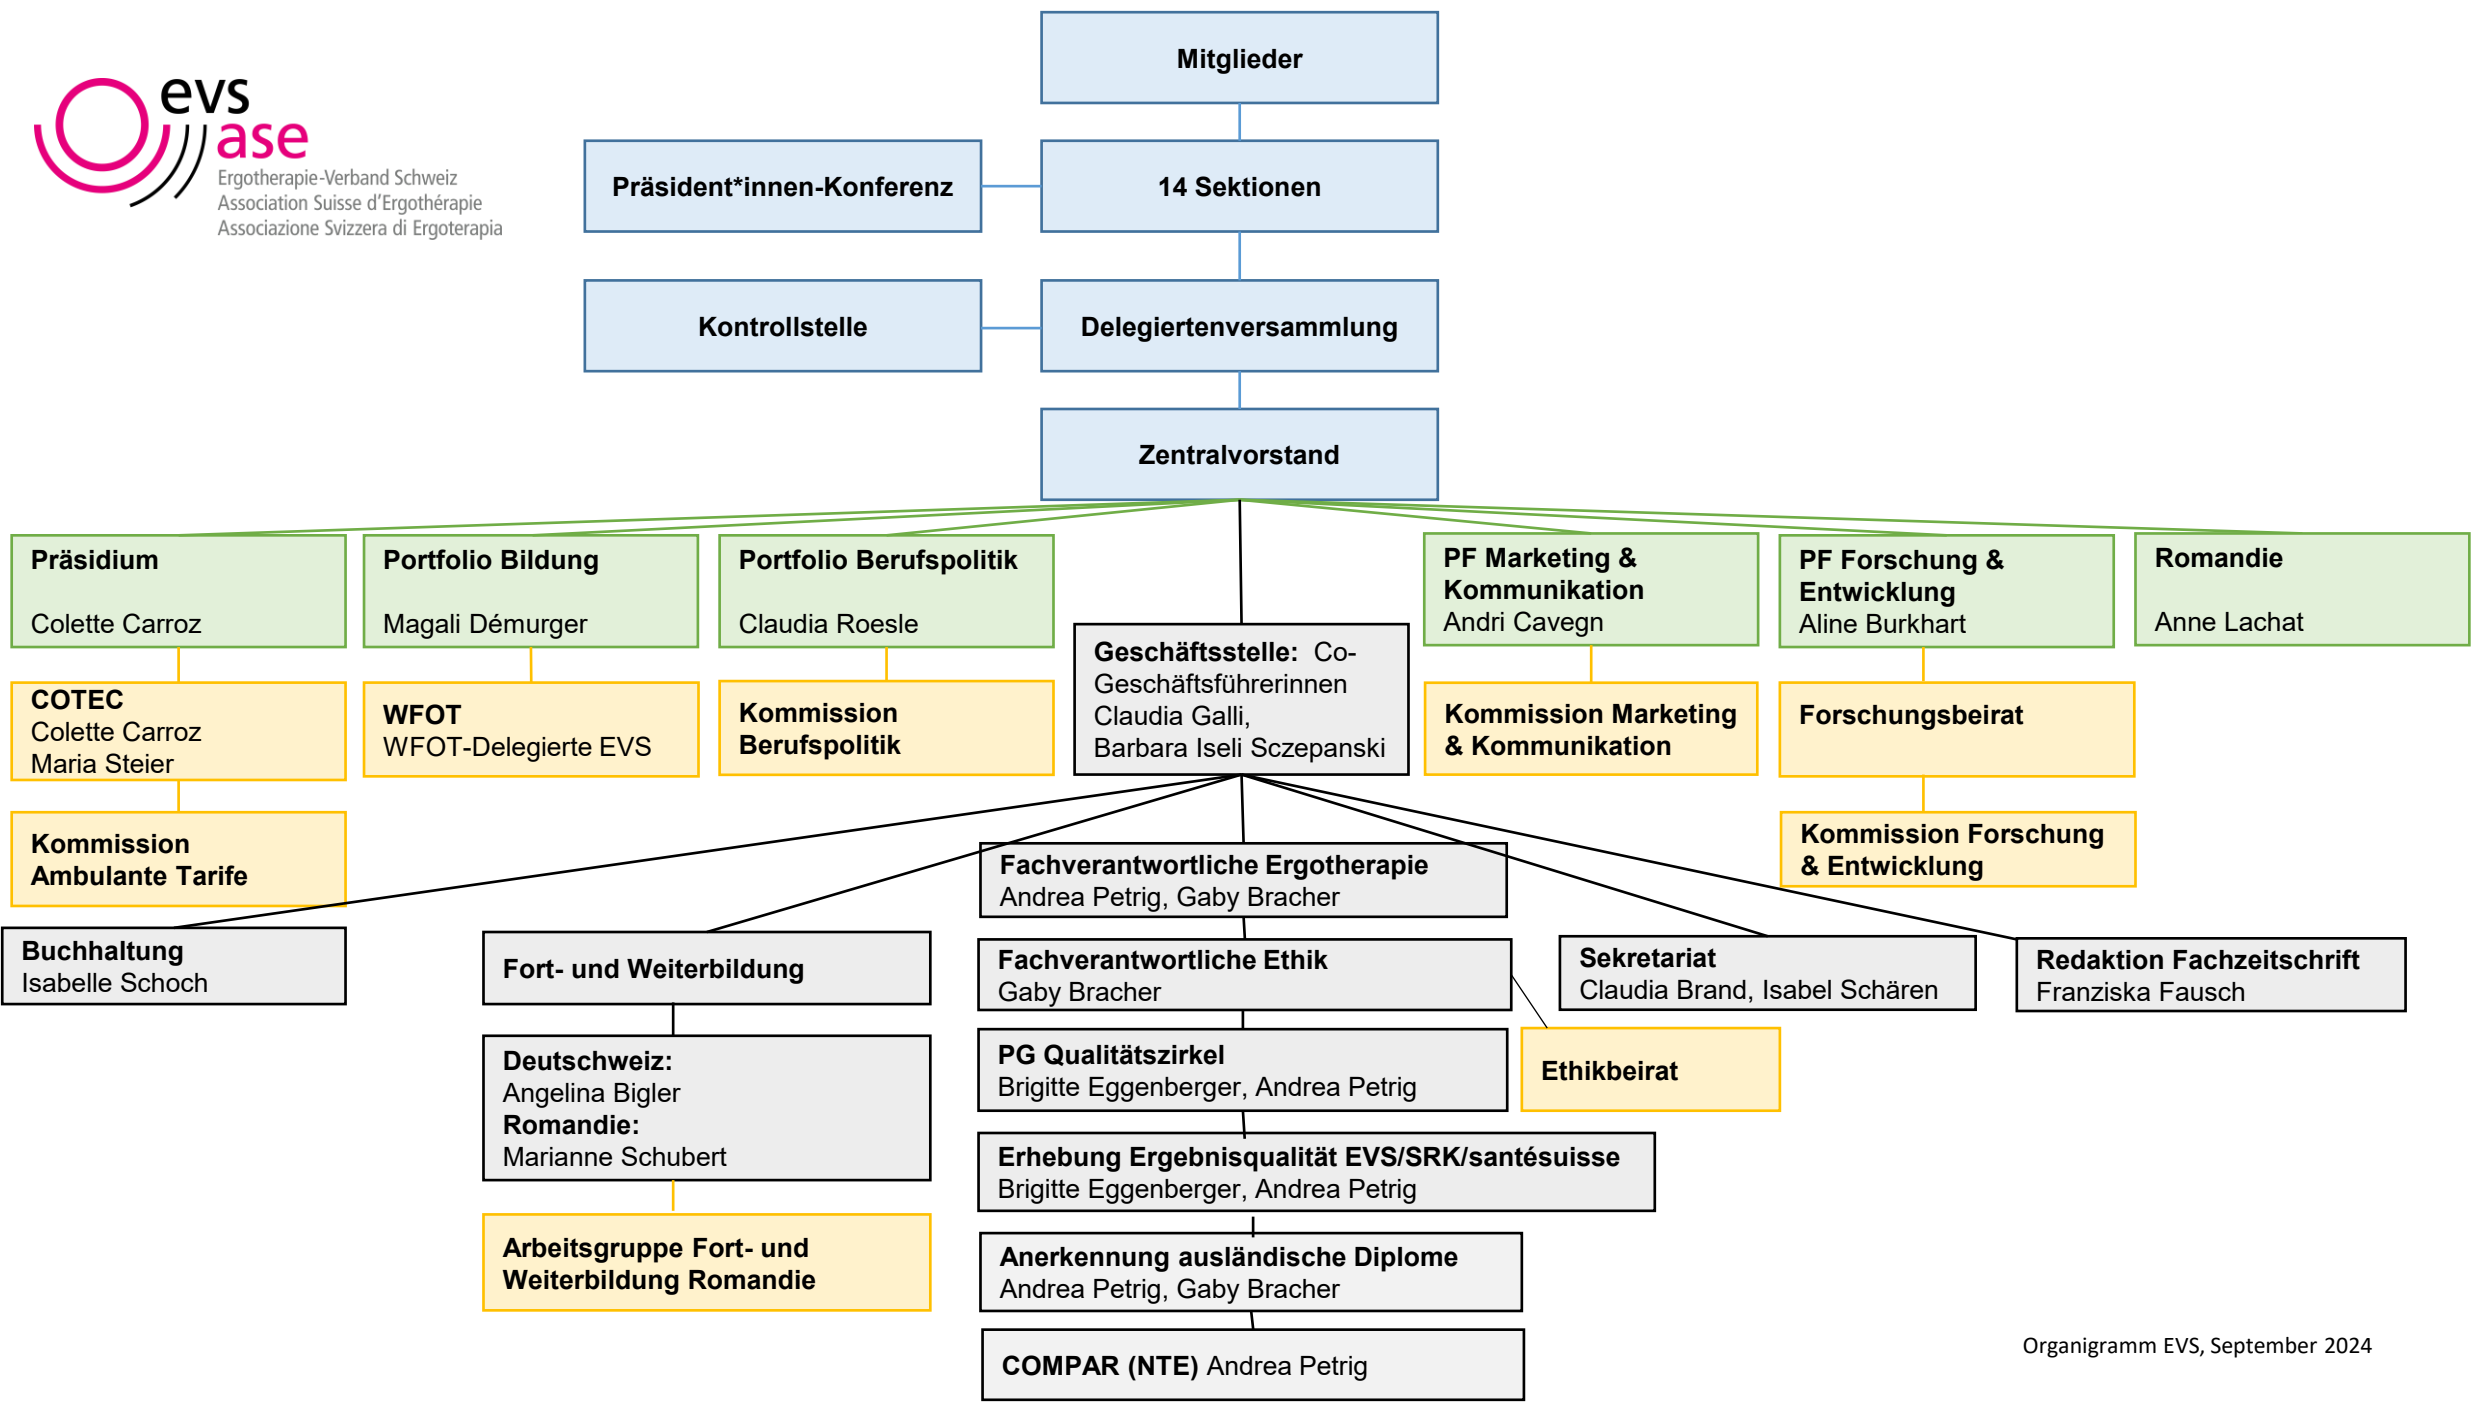 evs
ase
Ergotherapie-Verband Schweiz
Association Suisse d'Ergothérapie
Associazione Svizzera di Ergoterapia
Mitglieder
Präsident*innen-Konferenz
14 Sektionen
Kontrollstelle
Delegiertenversammlung
Zentralvorstand
Präsidium
Colette Carroz
Portfolio Bildung
Magali Démurger
Portfolio Berufspolitik
Claudia Roesle
PF Marketing &
Kommunikation
Andri Cavegn
PF Forschung &
Entwicklung
Aline Burkhart
Romandie
Anne Lachat
Geschäftsstelle: Co-
Geschäftsführerinnen
Claudia Galli,
Barbara Iseli Sczepanski
COTEC
Colette Carroz
Maria Steier
WFOT
WFOT-Delegierte EVS
Kommission
Berufspolitik
Kommission Marketing
& Kommunikation
Forschungsbeirat
Kommission
Ambulante Tarife
Kommission Forschung
& Entwicklung
Fachverantwortliche Ergotherapie
Andrea Petrig, Gaby Bracher
Buchhaltung
Isabelle Schoch
Fort- und Weiterbildung
Fachverantwortliche Ethik
Gaby Bracher
Sekretariat
Claudia Brand, Isabel Schären
Redaktion Fachzeitschrift
Franziska Fausch
Deutschweiz:
Angelina Bigler
Romandie:
Marianne Schubert
PG Qualitätszirkel
Brigitte Eggenberger, Andrea Petrig
Ethikbeirat
Erhebung Ergebnisqualität EVS/SRK/santésuisse
Brigitte Eggenberger, Andrea Petrig
Arbeitsgruppe Fort- und
Weiterbildung Romandie
Anerkennung ausländische Diplome
Andrea Petrig, Gaby Bracher
COMPAR (NTE) Andrea Petrig
Organigramm EVS, September 2024